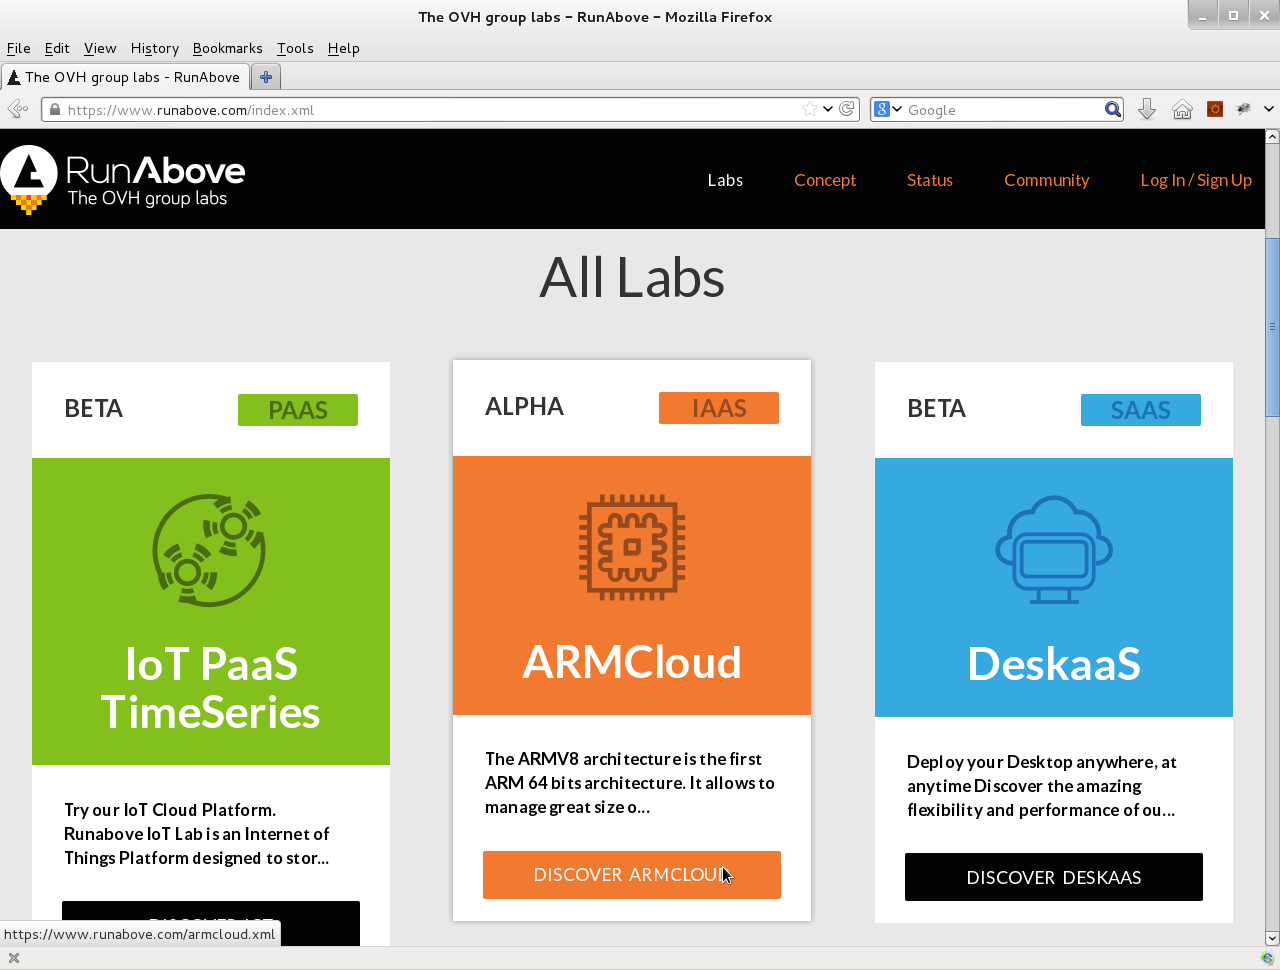 The OVH group labs – RunAbove – Mozilla Firefox
File Edit View History Bookmarks Tools Help
The OVH group labs - RunAbove
https://www.runabove.com/index.xml
Google
RunAbove
The OVH group labs
Labs Concept Status Community Log In / Sign Up
All Labs
BETA PAAS
IoT PaaS
TimeSeries
Try our IoT Cloud Platform.
Runabove IoT Lab is an Internet of
Things Platform designed to stor...
DISCOVER IOT
ALPHA IAAS
ARMCloud
The ARMV8 architecture is the first
ARM 64 bits architecture. It allows to
manage great size o...
DISCOVER ARMCLOUD
BETA SAAS
DeskaaS
Deploy your Desktop anywhere, at
anytime Discover the amazing
flexibility and performance of ou...
DISCOVER DESKAAS
https://www.runabove.com/armcloud.xml